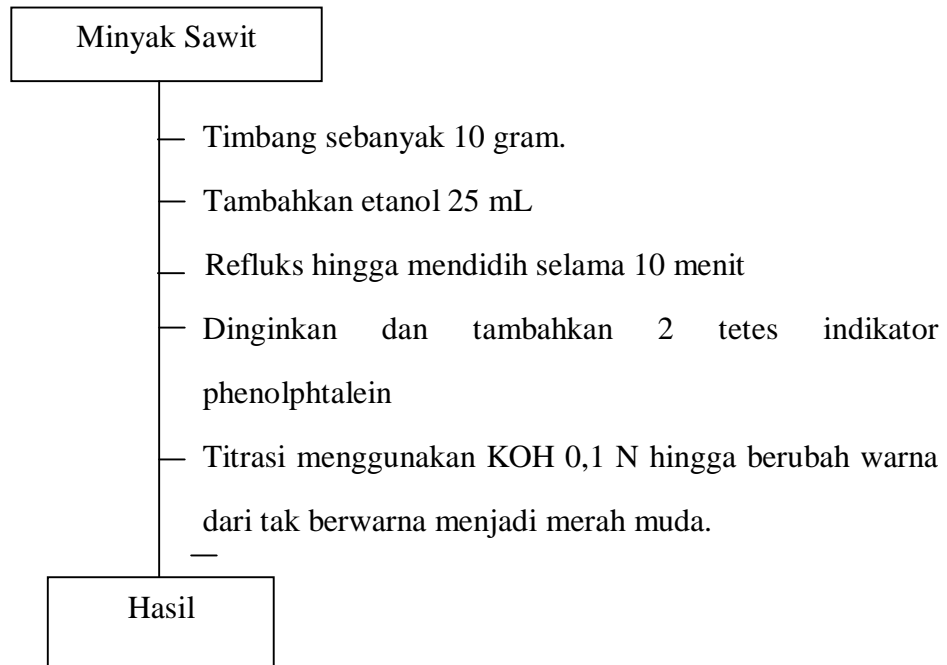 Minyak Sawit
Timbang sebanyak 10 gram.
Tambahkan etanol 25 mL
Refluks hingga mendidih selama 10 menit
Dinginkan dan tambahkan 2 tetes indikator
phenolphtalein
Titrasi menggunakan KOH 0,1 N hingga berubah warna
dari tak berwarna menjadi merah muda.
Hasil